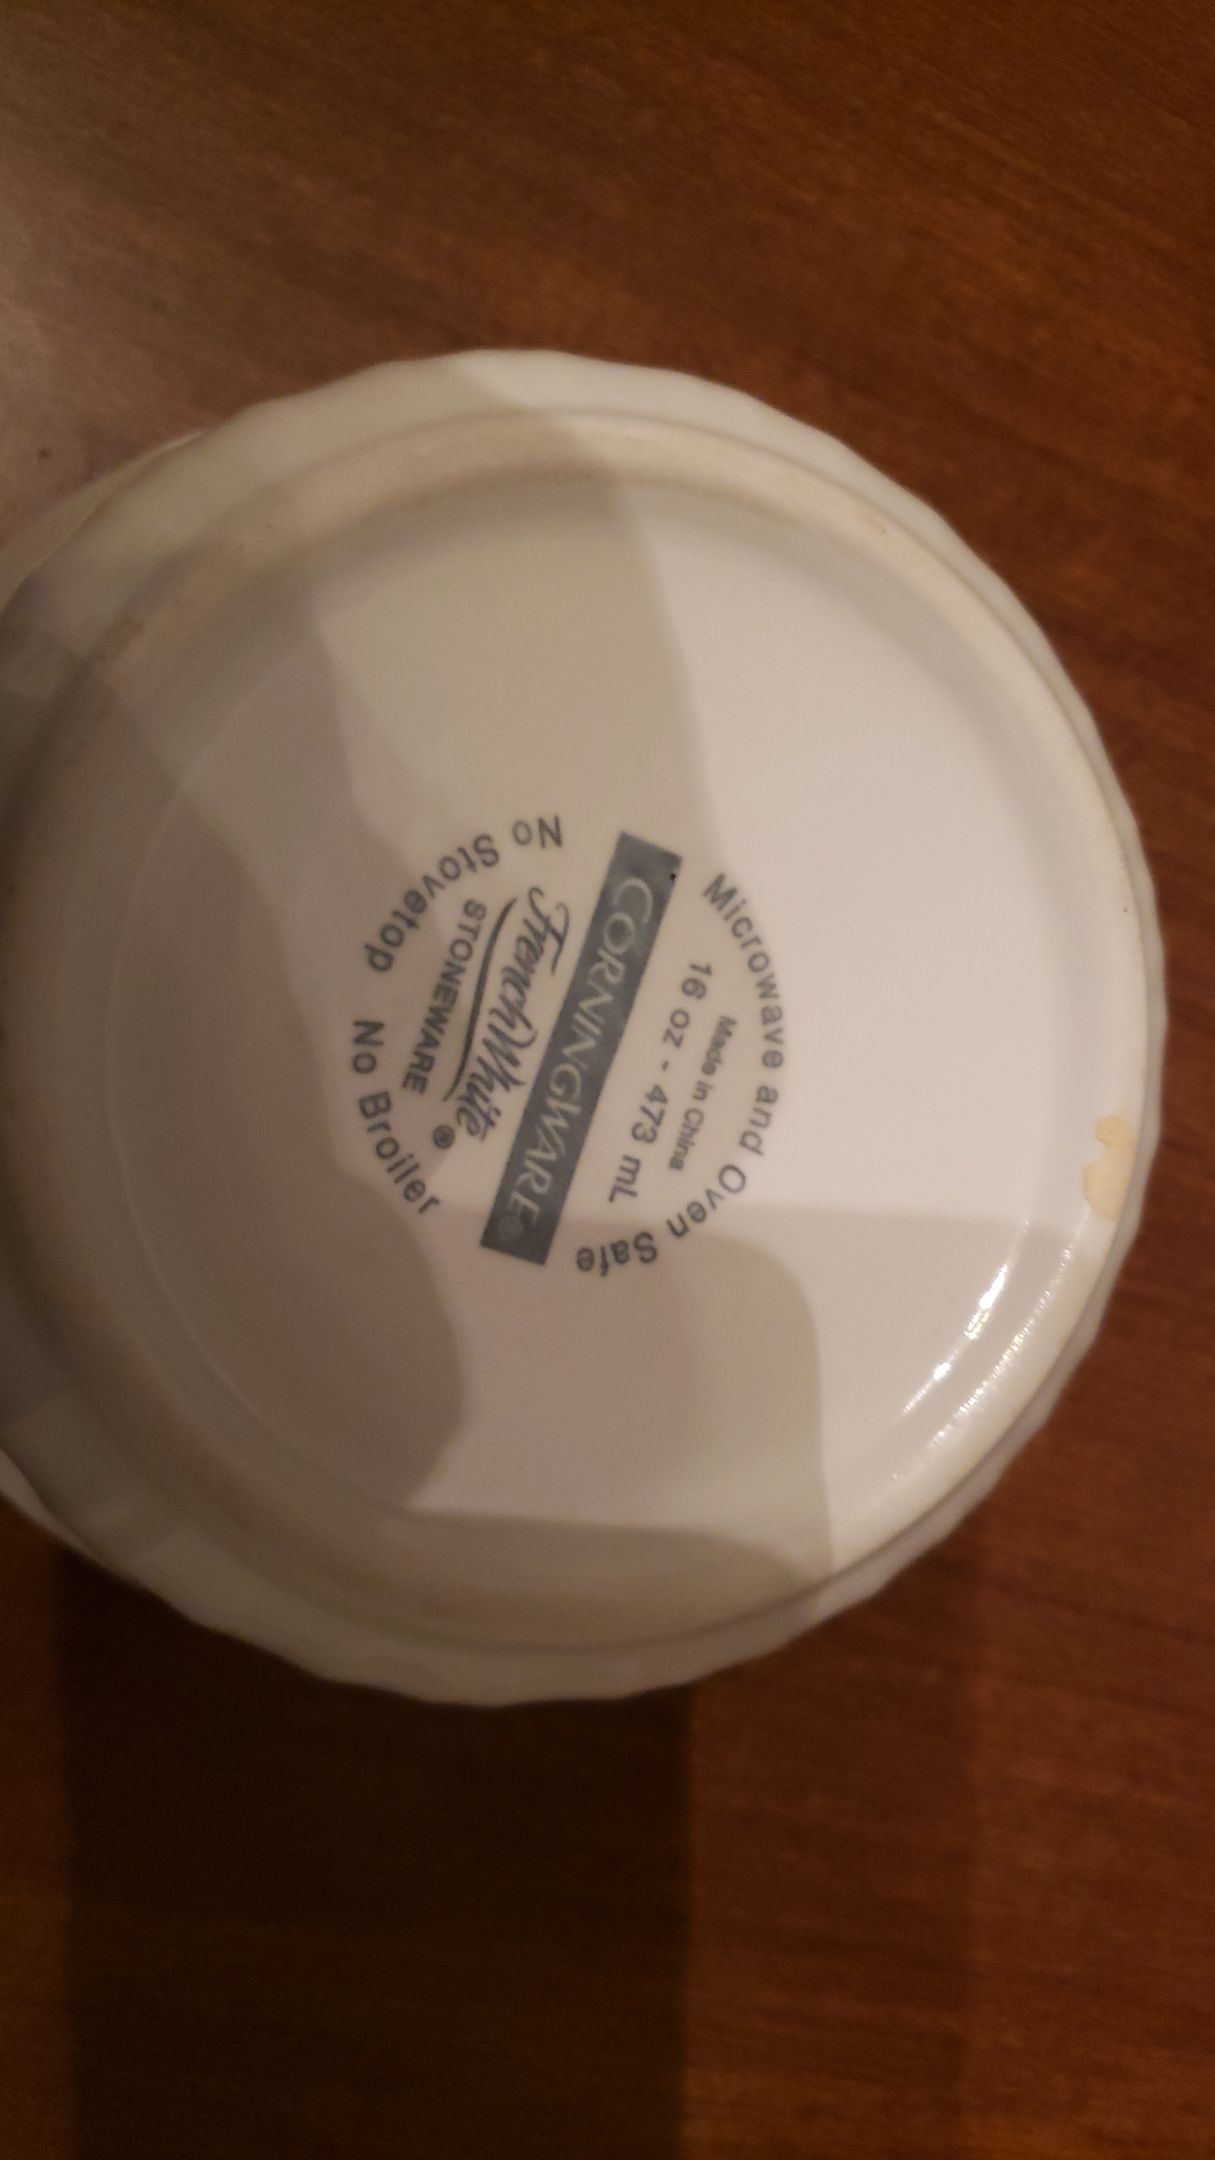 Microwave and Oven Safe
Made in China
16 oz - 473 mL
CORNINGWARE®
FrenchWhite®
STONEWARE
No Stovetop No Broiler